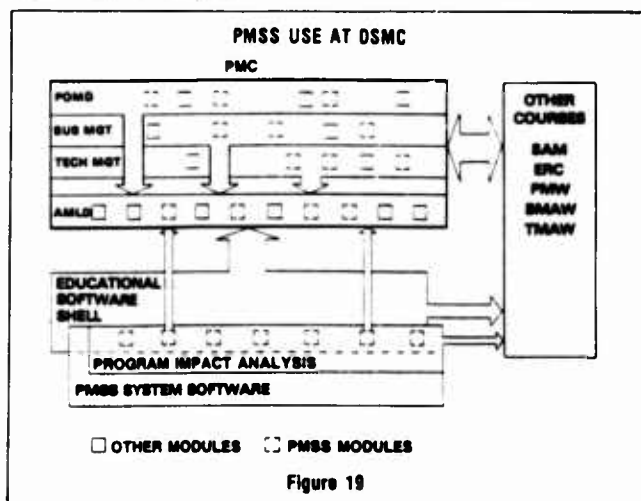 PMSS USE AT DSMC
PMC
POMD
BUS MGT
TECH MGT
AMLD
OTHER
COURSES
SAM
ERC
PMW
BMAW
TMAW
EDUCATIONAL
SOFTWARE
SHELL
PROGRAM IMPACT ANALYSIS
PMSS SYSTEM SOFTWARE
OTHER MODULES
PMSS MODULES
Figure 19